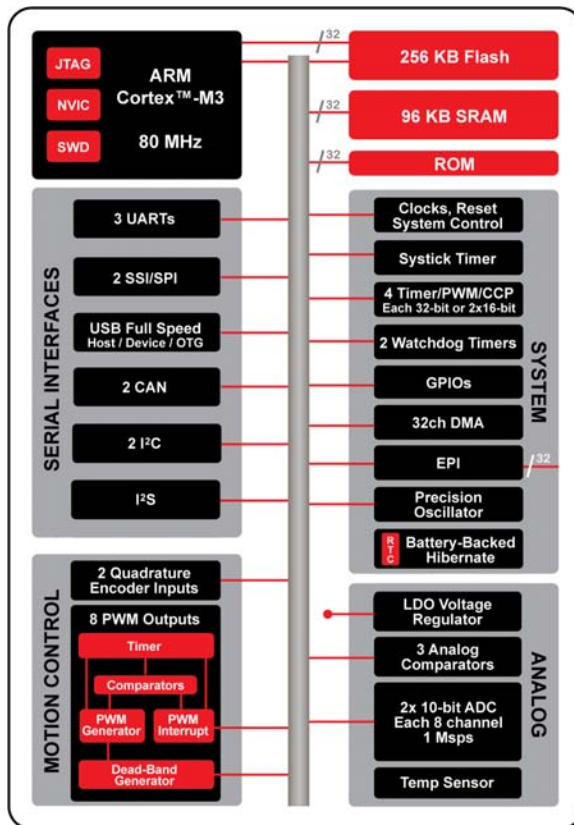 JTAG
NVIC
SWD
ARM
Cortex™-M3
80 MHz
32
256 KB Flash
32
96 KB SRAM
32
ROM
SERIAL INTERFACES
3 UARTs
2 SSI/SPI
USB Full Speed
Host / Device / OTG
2 CAN
2 I²C
I²S
SYSTEM
Clocks, Reset
System Control
Systick Timer
4 Timer/PWM/CCP
Each 32-bit or 2x16-bit
2 Watchdog Timers
GPIOs
32ch DMA
EPI
32
Precision
Oscillator
RTC
Battery-Backed
Hibernate
MOTION CONTROL
2 Quadrature
Encoder Inputs
8 PWM Outputs
Timer
Comparators
PWM
Generator
PWM
Interrupt
Dead-Band
Generator
ANALOG
LDO Voltage
Regulator
3 Analog
Comparators
2x 10-bit ADC
Each 8 channel
1 Msps
Temp Sensor